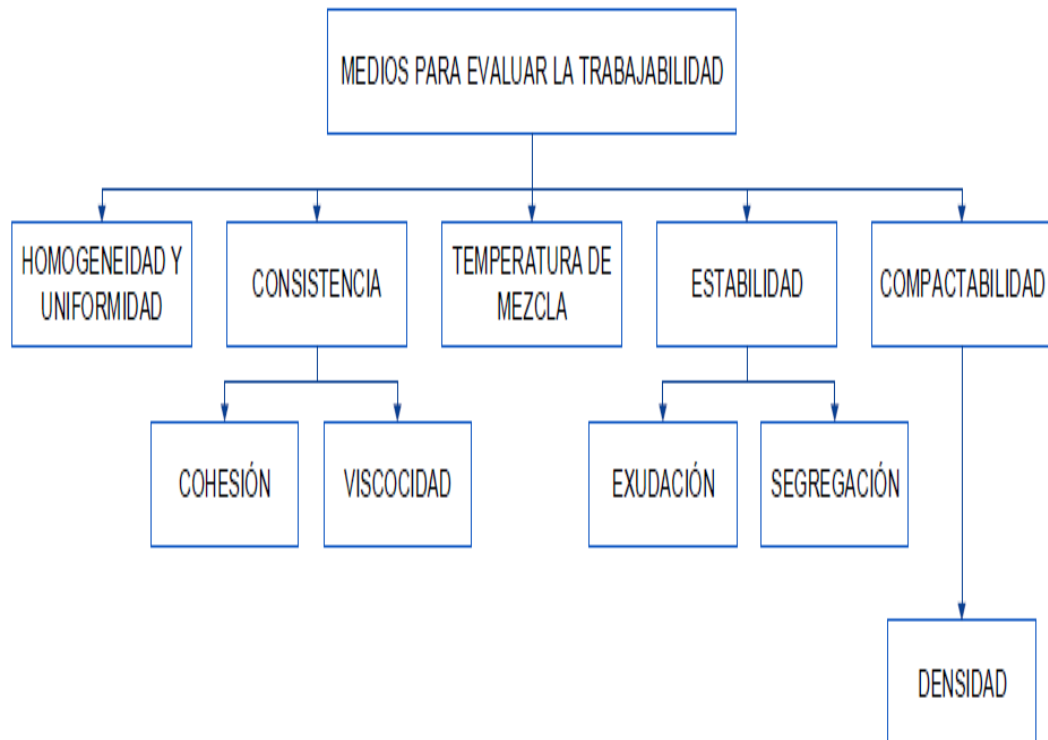 MEDIOS PARA EVALUAR LA TRABAJABILIDAD
HOMOGENEIDAD Y
UNIFORMIDAD
CONSISTENCIA
TEMPERATURA DE
MEZCLA
ESTABILIDAD
COMPACTABILIDAD
COHESIÓN
VISCOCIDAD
EXUDACIÓN
SEGREGACIÓN
DENSIDAD